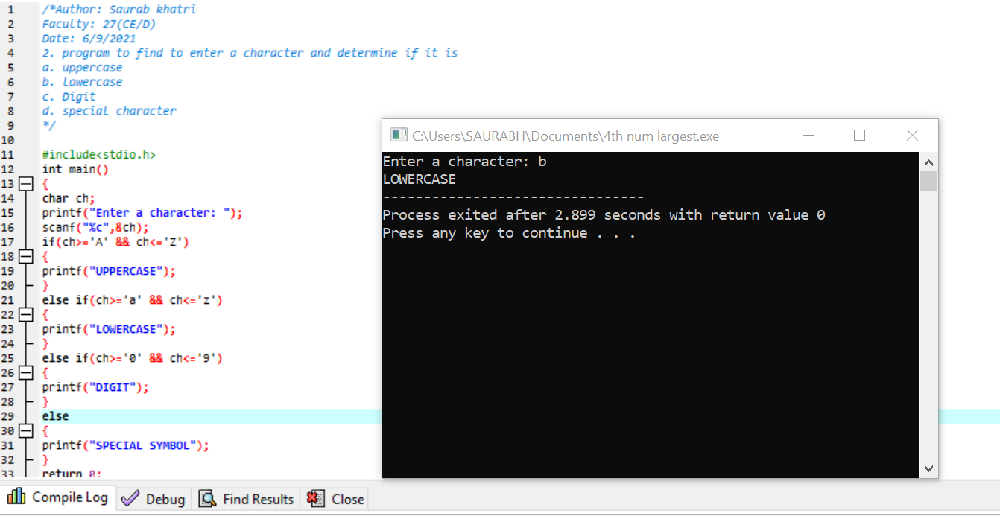 1 /*Author: Saurab khatri
2 Faculty: 27(CE/D)
3 Date: 6/9/2021
4 2. program to find to enter a character and determine if it is
5 a. uppercase
6 b. lowercase
7 c. Digit
8 d. special character
9 */
10
11 #include<stdio.h>
12 int main()
13 {
14 char ch;
15 printf("Enter a character: ");
16 scanf("%c",&ch);
17 if(ch>='A' && ch<='Z')
18 {
19 printf("UPPERCASE");
20 }
21 else if(ch>='a' && ch<='z')
22 {
23 printf("LOWERCASE");
24 }
25 else if(ch>='0' && ch<='9')
26 {
27 printf("DIGIT");
28 }
29 else
30 {
31 printf("SPECIAL SYMBOL");
32 }
33 return 0;
C:\Users\SAURABH\Documents\4th num largest.exe
Enter a character: b
LOWERCASE
--------------------------------
Process exited after 2.899 seconds with return value 0
Press any key to continue . . .
Compile Log Debug Find Results Close